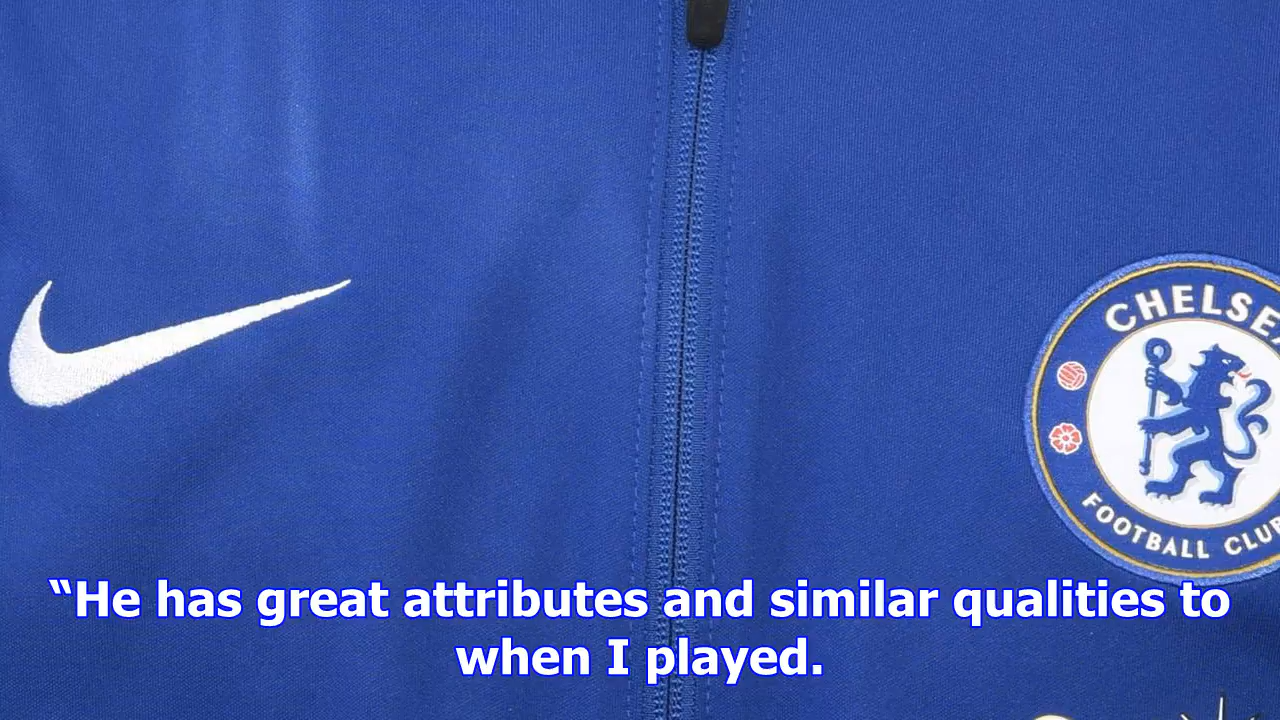 CHELSEA
FOOTBALL CLUB
“He has great attributes and similar qualities to
when I played.